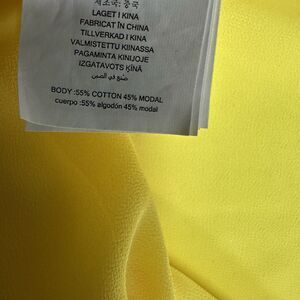 제조국: 중국
LAGET I KINA
FABRICAT ÎN CHINA
TILLVERKAD I KINA
VALMISTETTU KIINASSA
PAGAMINTA KINIJOJE
IZGATAVOTS ĶĪNĀ
صُنع في الصين
BODY :55% COTTON 45% MODAL
cuerpo :55% algodón 45% modal